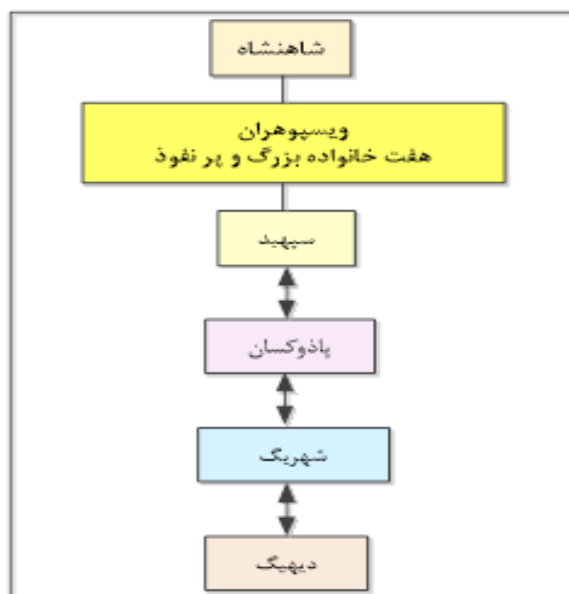 شاهنشاه
ویسپوهران
هفت خانواده بزرگ و پر نفوذ
سپهبد
پاذوکسان
شهریگ
دیهیگ